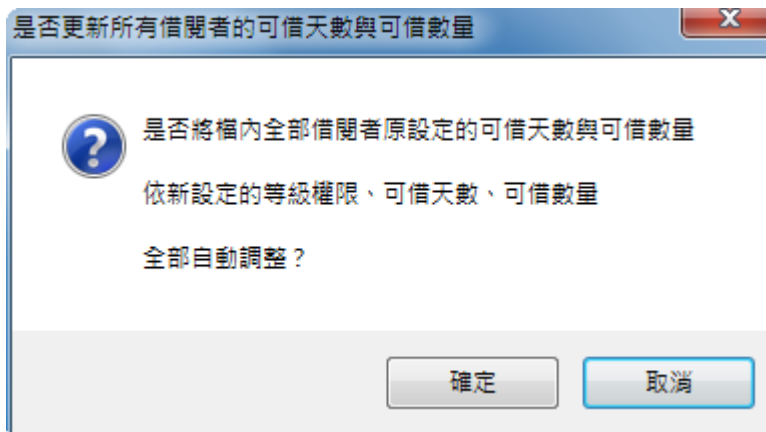 是否更新所有借閱者的可借天數與可借數量
是否將檔內全部借閱者原設定的可借天數與可借數量
依新設定的等級權限、可借天數、可借數量
全部自動調整？
確定
取消